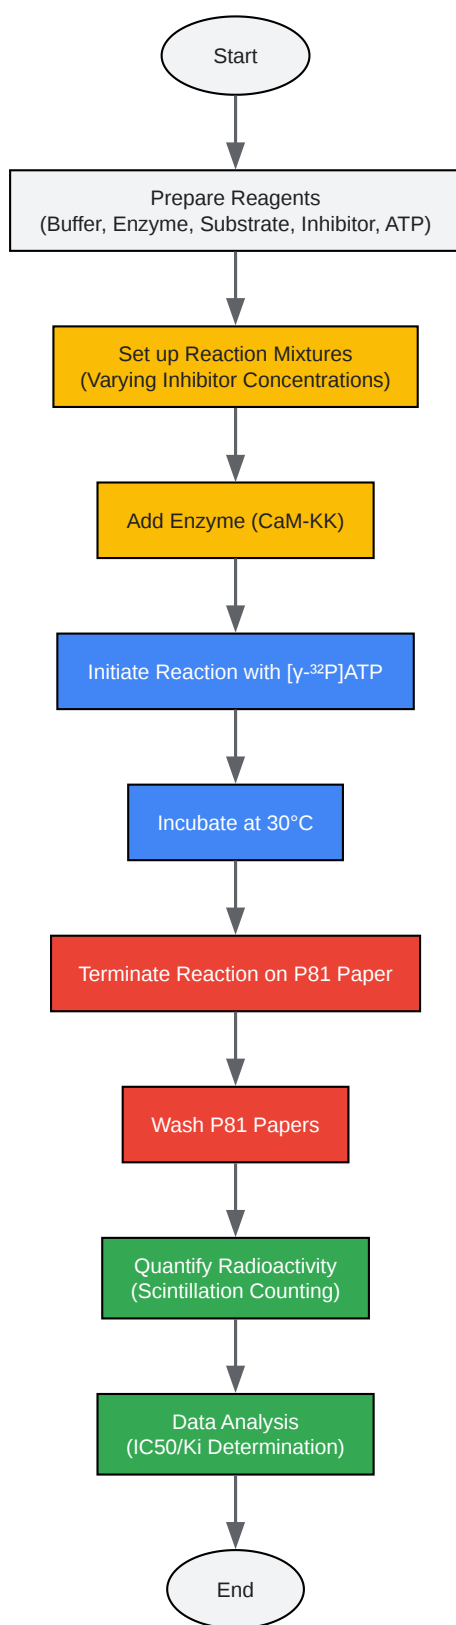 Start
Prepare Reagents
(Buffer, Enzyme, Substrate, Inhibitor, ATP)
Set up Reaction Mixtures
(Varying Inhibitor Concentrations)
Add Enzyme (CaM-KK)
Initiate Reaction with [γ-³²P]ATP
Incubate at 30°C
Terminate Reaction on P81 Paper
Wash P81 Papers
Quantify Radioactivity
(Scintillation Counting)
Data Analysis
(IC50/Ki Determination)
End